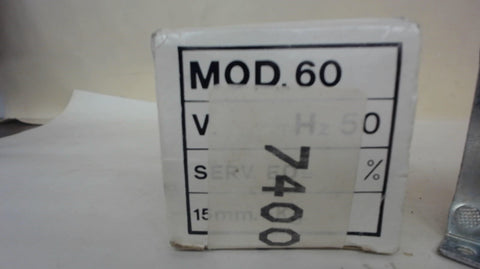 MOD.60
V Hz 50
SERV. %
15mm.
7400